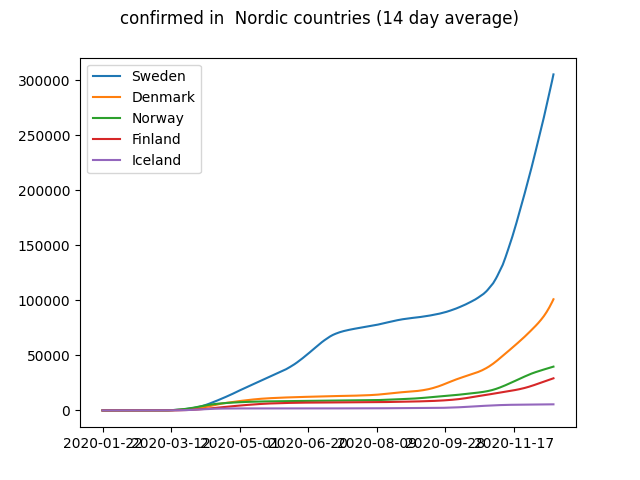 confirmed in  Nordic countries (14 day average)
Sweden
Denmark
Norway
Finland
Iceland
300000
250000
200000
150000
100000
50000
0
2020-01-22 2020-03-12 2020-05-01 2020-06-20 2020-08-09 2020-09-28 2020-11-17